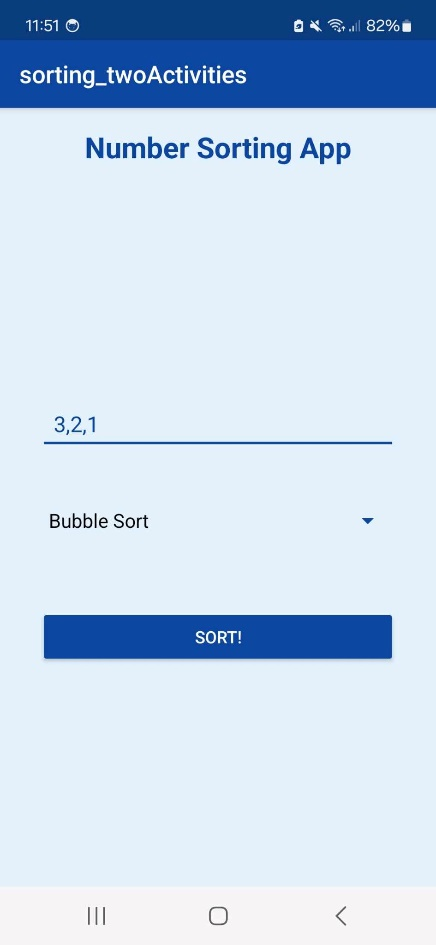 11:51 82%
sorting_twoActivities
Number Sorting App
3,2,1
Bubble Sort
SORT!